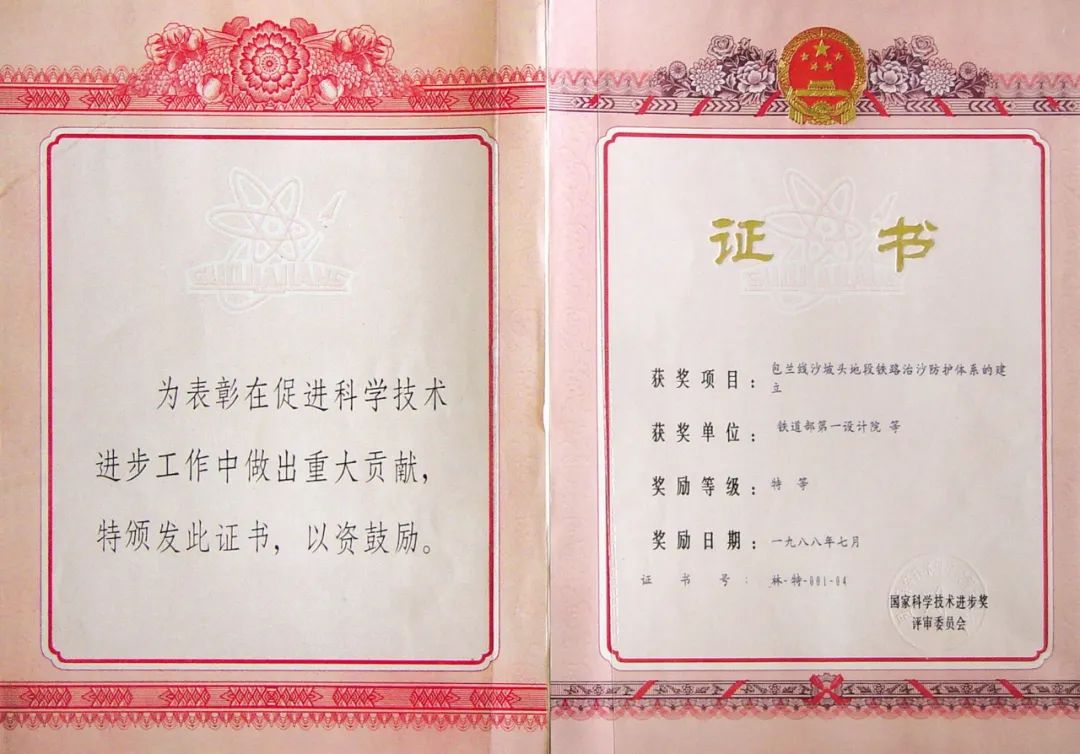 为表彰在促进科学技术
进步工作中做出重大贡献，
特颁发此证书，以资鼓励。
证 书
获奖项目：包兰线沙坡头地段铁路治沙防护体系的建
立
获奖单位：铁道部第一设计院 等
奖励等级：特 等
奖励日期：一九八八年七月
证 书 号：林-特-001-04
国家科学技术进步奖
评审委员会